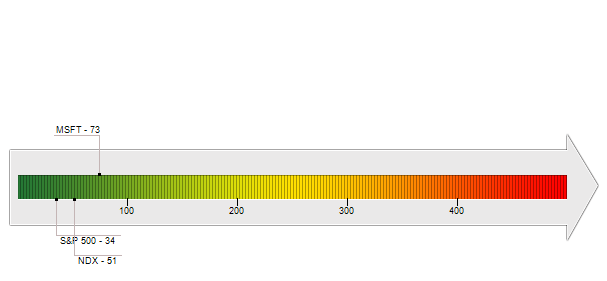 MSFT - 73
100 200 300 400
S&P 500 - 34
NDX - 51